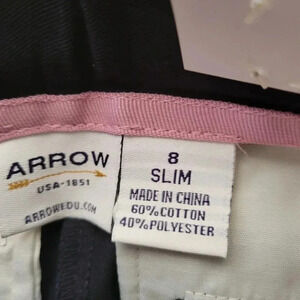 ARROW
USA-1851
ARROWEDU.COM
8
SLIM
MADE IN CHINA
60%COTTON
40%POLYESTER